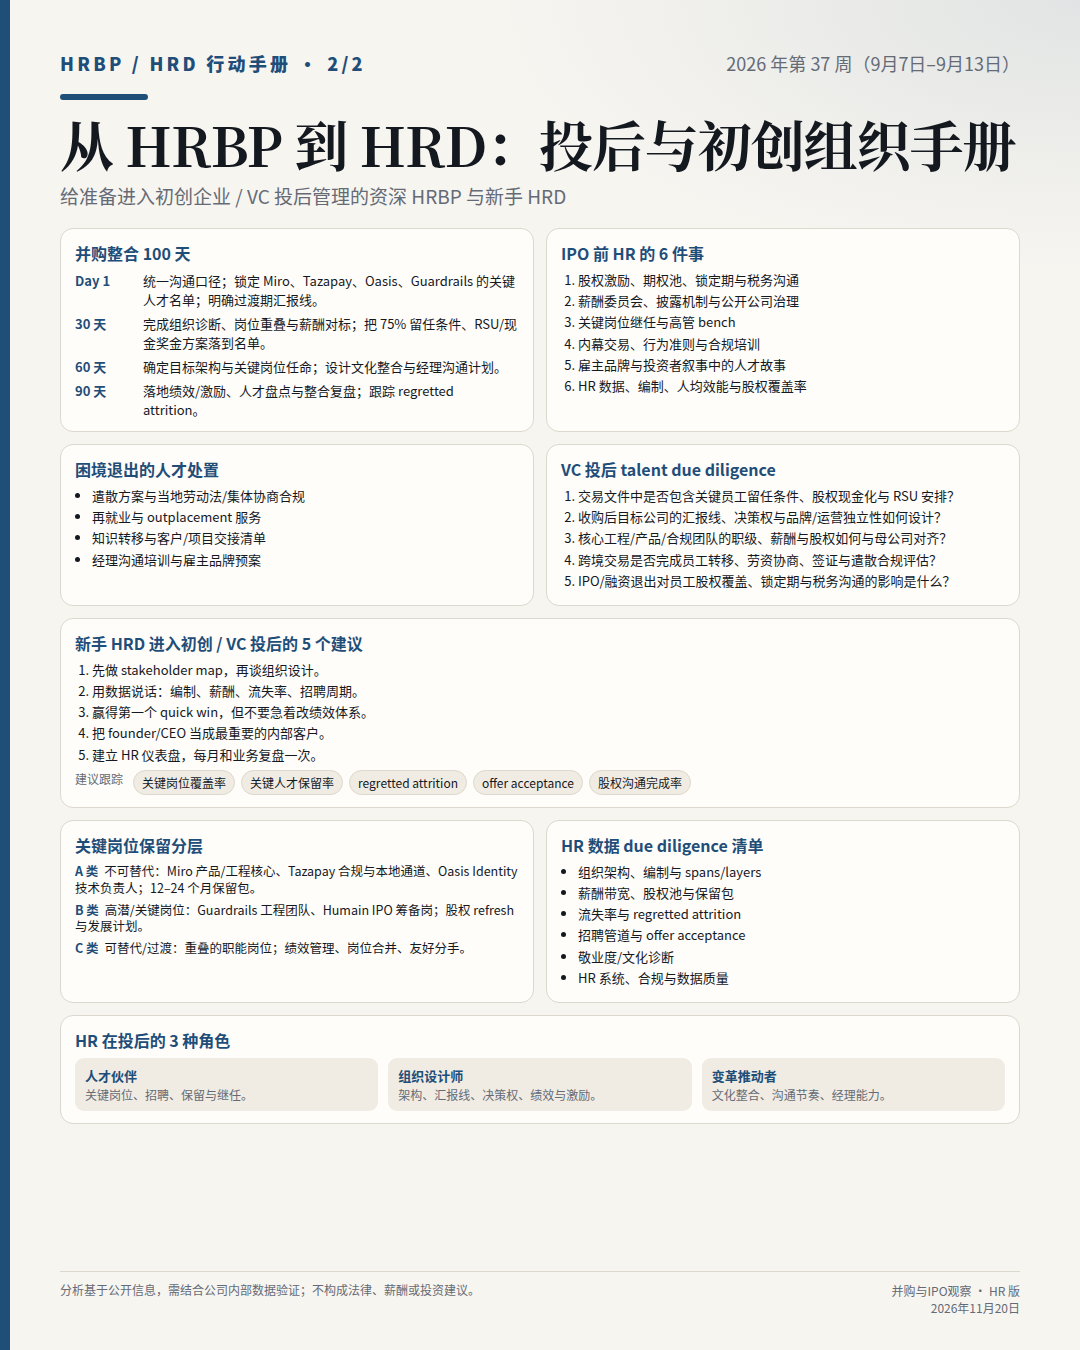 HRBP / HRD 行动手册 · 2/2
2026 年第 37 周（9月7日–9月13日）
从 HRBP 到 HRD：投后与初创组织手册
给准备进入初创企业 / VC 投后管理的资深 HRBP 与新手 HRD
并购整合 100 天
Day 1 统一沟通口径；锁定 Miro、Tazapay、Oasis、Guardrails 的关键
人才名单；明确过渡期汇报线。
30 天 完成组织诊断、岗位重叠与薪酬对标；把 75% 留任条件、RSU/现
金奖金方案落到名单。
60 天 确定目标架构与关键岗位任命；设计文化整合与经理沟通计划。
90 天 落地绩效/激励、人才盘点与整合复盘；跟踪 regretted
attrition。
IPO 前 HR 的 6 件事
1. 股权激励、期权池、锁定期与税务沟通
2. 薪酬委员会、披露机制与公开公司治理
3. 关键岗位继任与高管 bench
4. 内幕交易、行为准则与合规培训
5. 雇主品牌与投资者叙事中的人才故事
6. HR 数据、编制、人均效能与股权覆盖率
困境退出的人才处置
• 遣散方案与当地劳动法/集体协商合规
• 再就业与 outplacement 服务
• 知识转移与客户/项目交接清单
• 经理沟通培训与雇主品牌预案
VC 投后 talent due diligence
1. 交易文件中是否包含关键员工留任条件、股权现金化与 RSU 安排？
2. 收购后目标公司的汇报线、决策权与品牌/运营独立性如何设计？
3. 核心工程/产品/合规团队的职级、薪酬与股权如何与母公司对齐？
4. 跨境交易是否完成员工转移、劳资协商、签证与遣散合规评估？
5. IPO/融资退出对员工股权覆盖、锁定期与税务沟通的影响是什么？
新手 HRD 进入初创 / VC 投后的 5 个建议
1. 先做 stakeholder map，再谈组织设计。
2. 用数据说话：编制、薪酬、流失率、招聘周期。
3. 赢得第一个 quick win，但不要急着改绩效体系。
4. 把 founder/CEO 当成最重要的内部客户。
5. 建立 HR 仪表盘，每月和业务复盘一次。
建议跟踪 关键岗位覆盖率 关键人才保留率 regretted attrition offer acceptance 股权沟通完成率
关键岗位保留分层
A 类 不可替代：Miro 产品/工程核心、Tazapay 合规与本地通道、Oasis Identity
技术负责人；12–24 个月保留包。
B 类 高潜/关键岗位：Guardrails 工程团队、Humain IPO 筹备岗；股权 refresh
与发展计划。
C 类 可替代/过渡：重叠的职能岗位；绩效管理、岗位合并、友好分手。
HR 数据 due diligence 清单
• 组织架构、编制与 spans/layers
• 薪酬带宽、股权池与保留包
• 流失率与 regretted attrition
• 招聘管道与 offer acceptance
• 敬业度/文化诊断
• HR 系统、合规与数据质量
HR 在投后的 3 种角色
人才伙伴
关键岗位、招聘、保留与继任。
组织设计师
架构、汇报线、决策权、绩效与激励。
变革推动者
文化整合、沟通节奏、经理能力。
分析基于公开信息，需结合公司内部数据验证；不构成法律、薪酬或投资建议。
并购与IPO观察 · HR 版
2026年11月20日